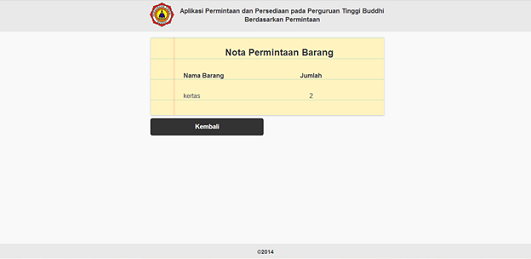 Aplikasi Permintaan dan Persediaan pada Perguruan Tinggi Buddhi
Berdasarkan Permintaan
Nota Permintaan Barang
Nama Barang Jumlah
kertas 2
Kembali
©2014